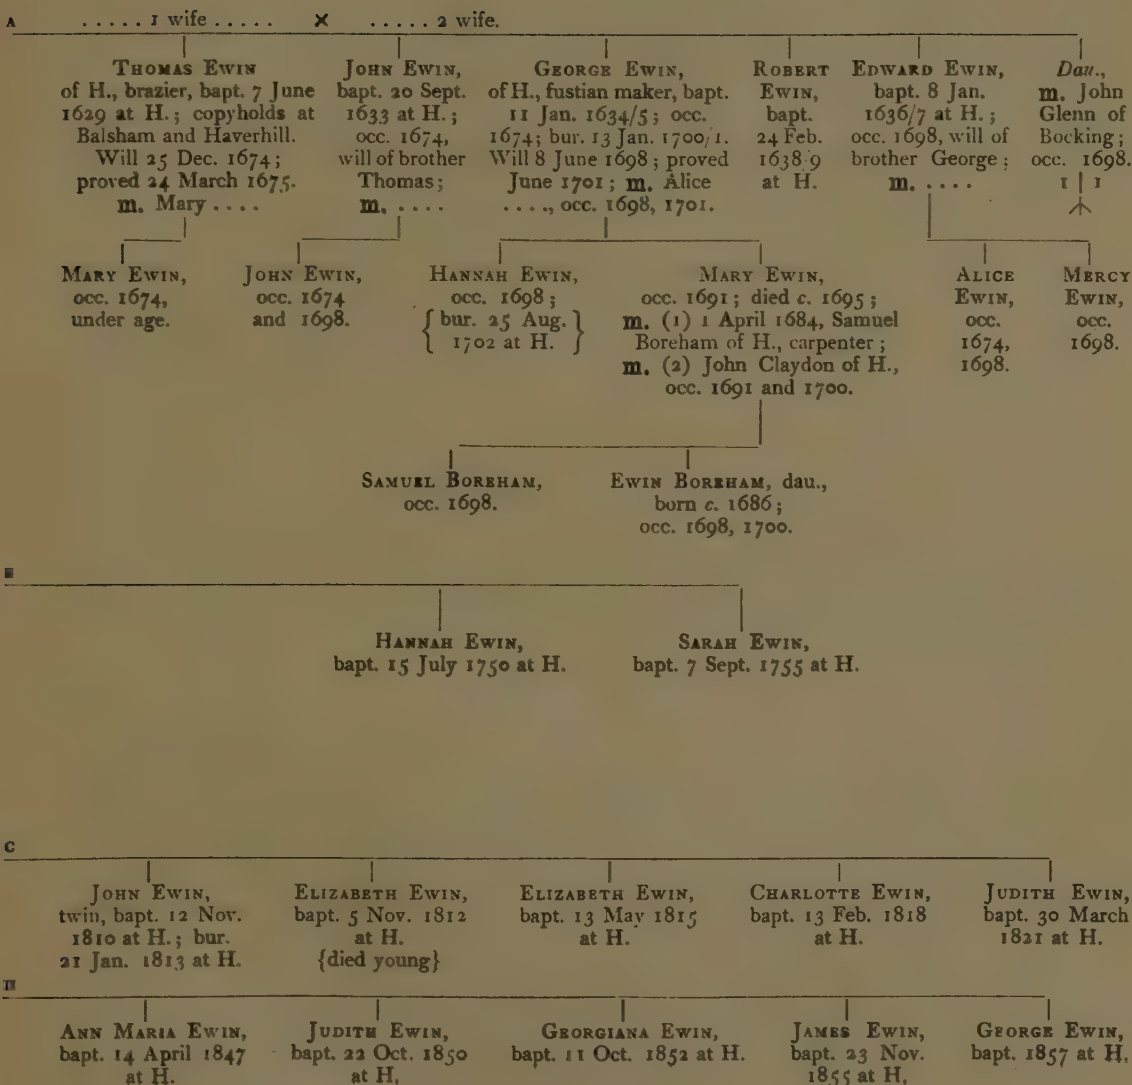 A ..... 1 wife ..... × ..... 2 wife.
THOMAS EWIN
of H., brazier, bapt. 7 June
1629 at H.; copyholds at
Balsham and Haverhill.
Will 25 Dec. 1674;
proved 24 March 1675.
m. Mary ....
JOHN EWIN,
bapt. 20 Sept.
1633 at H.;
occ. 1674,
will of brother
Thomas;
m. ....
GEORGE EWIN,
of H., fustian maker, bapt.
11 Jan. 1634/5; occ.
1674; bur. 13 Jan. 1700/1.
Will 8 June 1698; proved
June 1701; m. Alice
...., occ. 1698, 1701.
ROBERT
EWIN,
bapt.
24 Feb.
1638 9
at H.
EDWARD EWIN,
bapt. 8 Jan.
1636/7 at H.;
occ. 1698, will of
brother George;
m. ....
Dau.,
m. John
Glenn of
Bocking;
occ. 1698.
1 | 1
MARY EWIN,
occ. 1674,
under age.
JOHN EWIN,
occ. 1674
and 1698.
HANNAH EWIN,
occ. 1698;
{bur. 25 Aug.
1702 at H.}
MARY EWIN,
occ. 1691; died c. 1695;
m. (1) 1 April 1684, Samuel
Boreham of H., carpenter;
m. (2) John Claydon of H.,
occ. 1691 and 1700.
ALICE
EWIN,
occ.
1674,
1698.
MERCY
EWIN,
occ.
1698.
SAMUEL BOREHAM,
occ. 1698.
EWIN BOREHAM, dau.,
born c. 1686;
occ. 1698, 1700.
HANNAH EWIN,
bapt. 15 July 1750 at H.
SARAH EWIN,
bapt. 7 Sept. 1755 at H.
C
JOHN EWIN,
twin, bapt. 12 Nov.
1810 at H.; bur.
21 Jan. 1813 at H.
ELIZABETH EWIN,
bapt. 5 Nov. 1812
at H.
{died young}
ELIZABETH EWIN,
bapt. 13 May 1815
at H.
CHARLOTTE EWIN,
bapt. 13 Feb. 1818
at H.
JUDITH EWIN,
bapt. 30 March
1821 at H.
ANN MARIA EWIN,
bapt. 14 April 1847
at H.
JUDITH EWIN,
bapt. 22 Oct. 1850
at H.
GEORGIANA EWIN,
bapt. 11 Oct. 1852 at H.
JAMES EWIN,
bapt. 23 Nov.
1855 at H.
GEORGE EWIN,
bapt. 1857 at H.